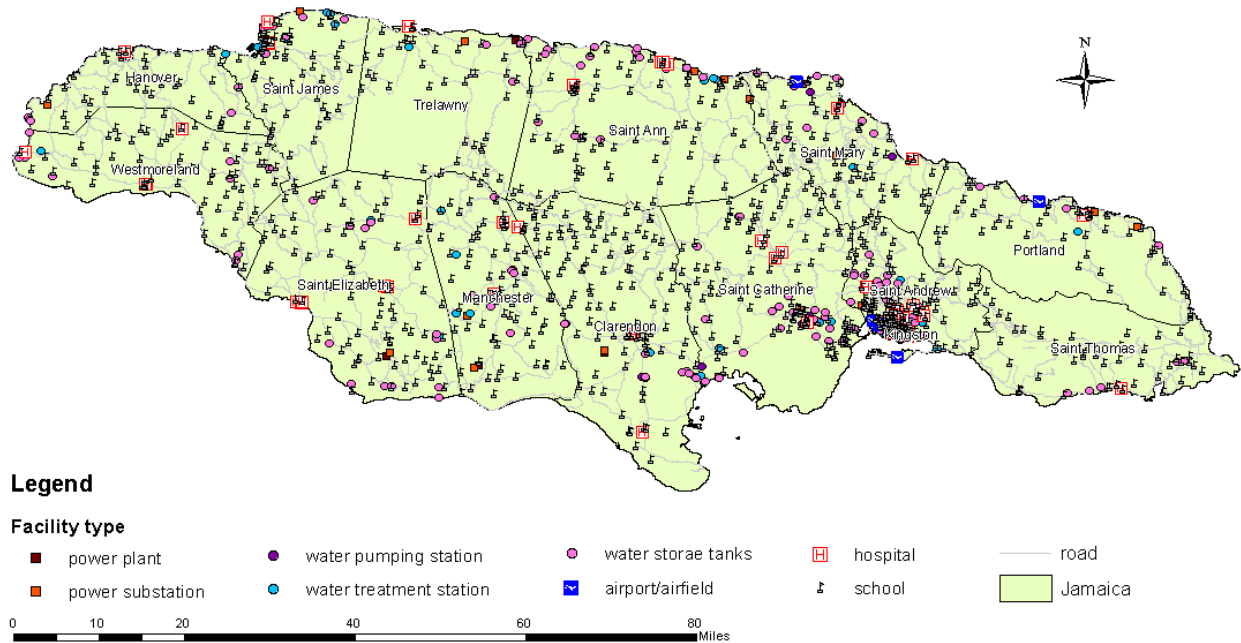 N
Hanover
Saint James
Trelawny
Saint Ann
Saint Mary
Westmoreland
Portland
Saint Elizabeth
Manchester
Saint Catherine
Saint Andrew
Clarendon
Kingston
Saint Thomas
Legend
Facility type
power plant
water pumping station
water storae tanks
H hospital
road
power substation
water treatment station
airport/airfield
school
Jamaica
0 10 20 40 60 80 Miles